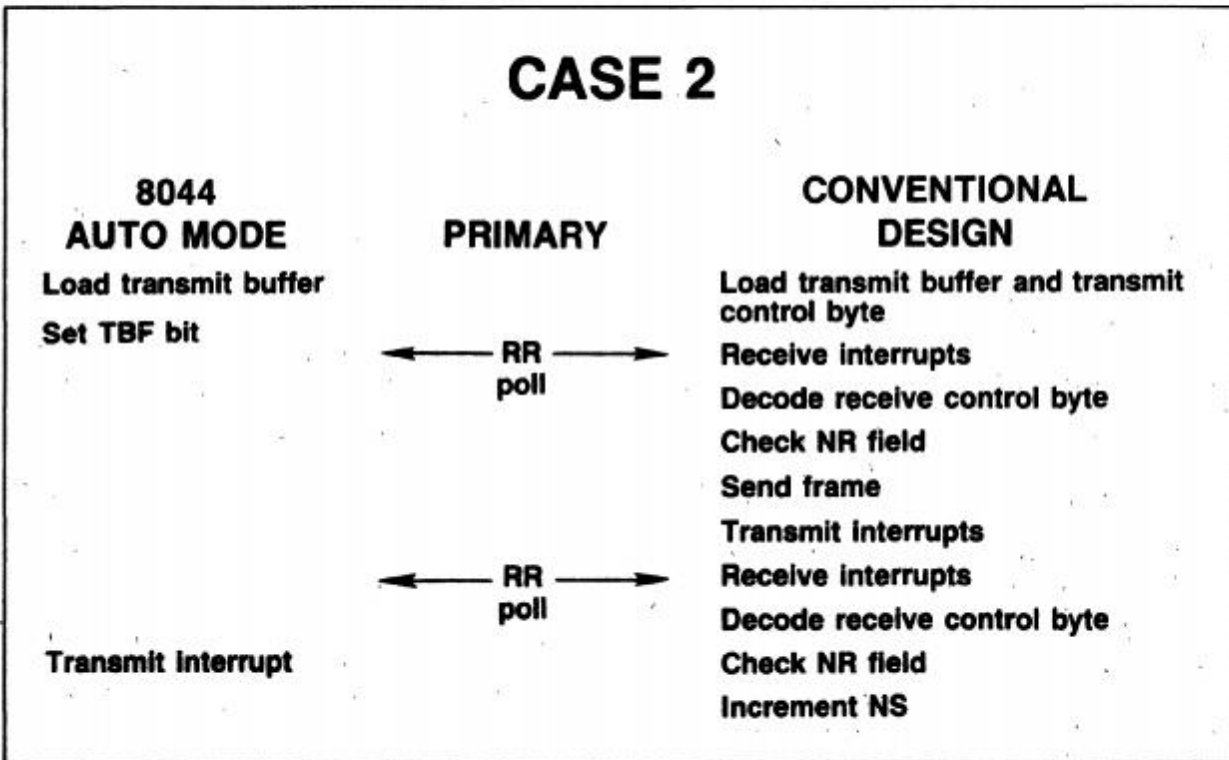 CASE 2
8044
AUTO MODE
Load transmit buffer
Set TBF bit
Transmit interrupt
PRIMARY
RR
poll
RR
poll
CONVENTIONAL
DESIGN
Load transmit buffer and transmit
control byte
Receive interrupts
Decode receive control byte
Check NR field
Send frame
Transmit interrupts
Receive interrupts
Decode receive control byte
Check NR field
Increment NS